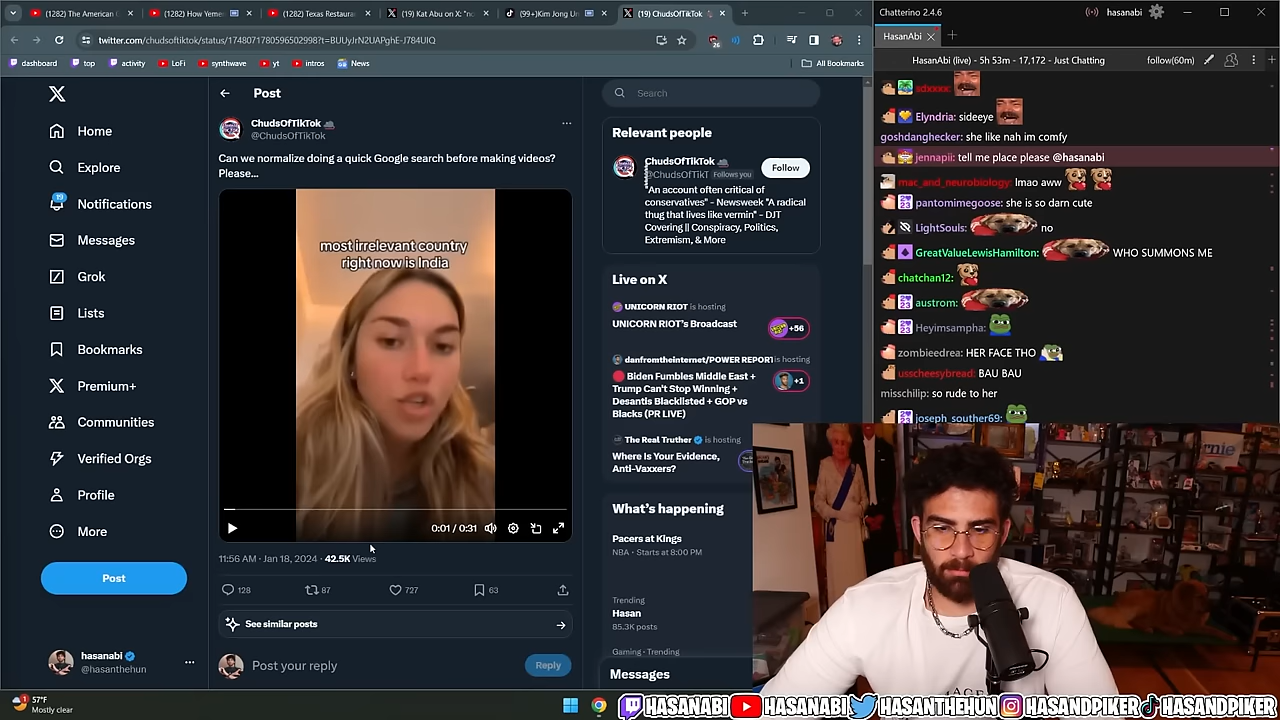 (1282) The American
(1282) How Yeme
(1282) Texas Restaura
(19) Kat Abu on X: "no
(99+)Kim Jong U
(19) ChudsOfTikTok
twitter.com/chudsoftiktok/status/1748071780596502998?t=BUUyJrN2UAPghE-J784UIQ
26
dashboard
top
activity
LoFi
synthwave
yt
intros
News
All Bookmarks
Home
Explore
19
Notifications
Messages
Grok
Lists
Bookmarks
Premium+
Communities
Verified Orgs
Profile
More
Post
hasanabi
@hasanthehun
Post
ChudsOfTikTok
@ChudsOfTikTok
Can we normalize doing a quick Google search before making videos?
Please...
most irrelevant country
right now is India
0:01 / 0:31
11:56 AM · Jan 18, 2024 · 42.5K Views
128
87
727
63
See similar posts
Post your reply
Reply
Search
Relevant people
ChudsOfTikTok
@ChudsOfTikT Follows you
Follow
"An account often critical of
conservatives" - Newsweek "A radical
thug that lives like vermin" - DJT
Covering || Conspiracy, Politics,
Extremism, & More
Live on X
UNICORN RIOT is hosting
UNICORN RIOT's Broadcast
+56
danfromtheinternet/POWER REPORT is hosting
Biden Fumbles Middle East +
Trump Can't Stop Winning +
Desantis Blacklisted + GOP vs
Blacks (PR LIVE)
+1
The Real Truther is hosting
Where Is Your Evidence,
Anti-Vaxxers?
What's happening
Pacers at Kings
NBA · Starts at 8:00 PM
Trending
Hasan
85.3K posts
Gaming · Trending
Messages
Chatterino 2.4.6
hasanabi
HasanAbi
HasanAbi (live) - 5h 53m - 17,172 - Just Chatting
follow(60m)
sdxxxx:
Elyndria: sideeye
goshdanghecker: she like nah im comfy
jennapii: tell me place please @hasanabi
mac_and_neurobiology: lmao aww
pantomimegoose: she is so darn cute
LightSouls: no
GreatValueLewisHamilton: WHO SUMMONS ME
chatchan12:
austrom:
Heyimsampha:
zombieedrea: HER FACE THO
usscheesybread: BAU BAU
misschilip: so rude to her
joseph_souther69:
ernie
1
57°F
Mostly clear
HASANABI
HASANABI
HASANTHEHUN
HASANDPIKER
HASANDPIKER